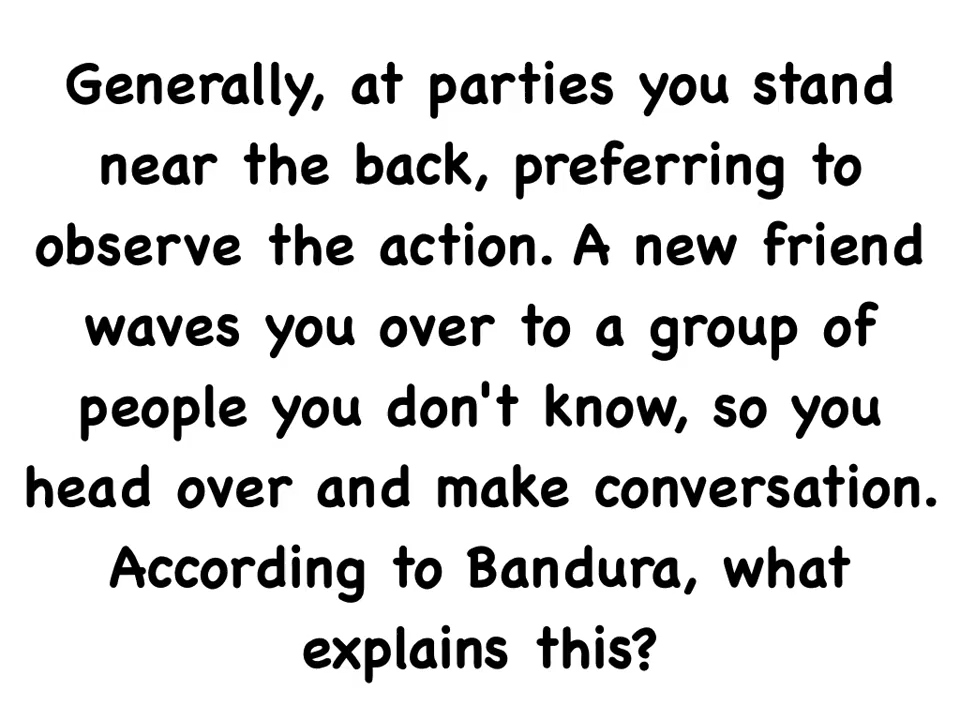 Generally, at parties you stand
near the back, preferring to
observe the action. A new friend
waves you over to a group of
people you don't know, so you
head over and make conversation.
According to Bandura, what
explains this?